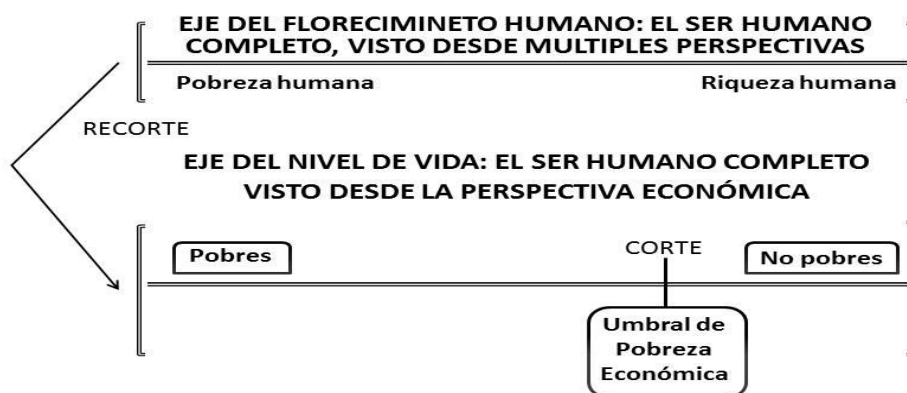 EJE DEL FLORECIMINETO HUMANO: EL SER HUMANO
COMPLETO, VISTO DESDE MULTIPLES PERSPECTIVAS
Pobreza humana
Riqueza humana
RECORTE
EJE DEL NIVEL DE VIDA: EL SER HUMANO COMPLETO
VISTO DESDE LA PERSPECTIVA ECONÓMICA
Pobres
CORTE
No pobres
Umbral de
Pobreza
Económica